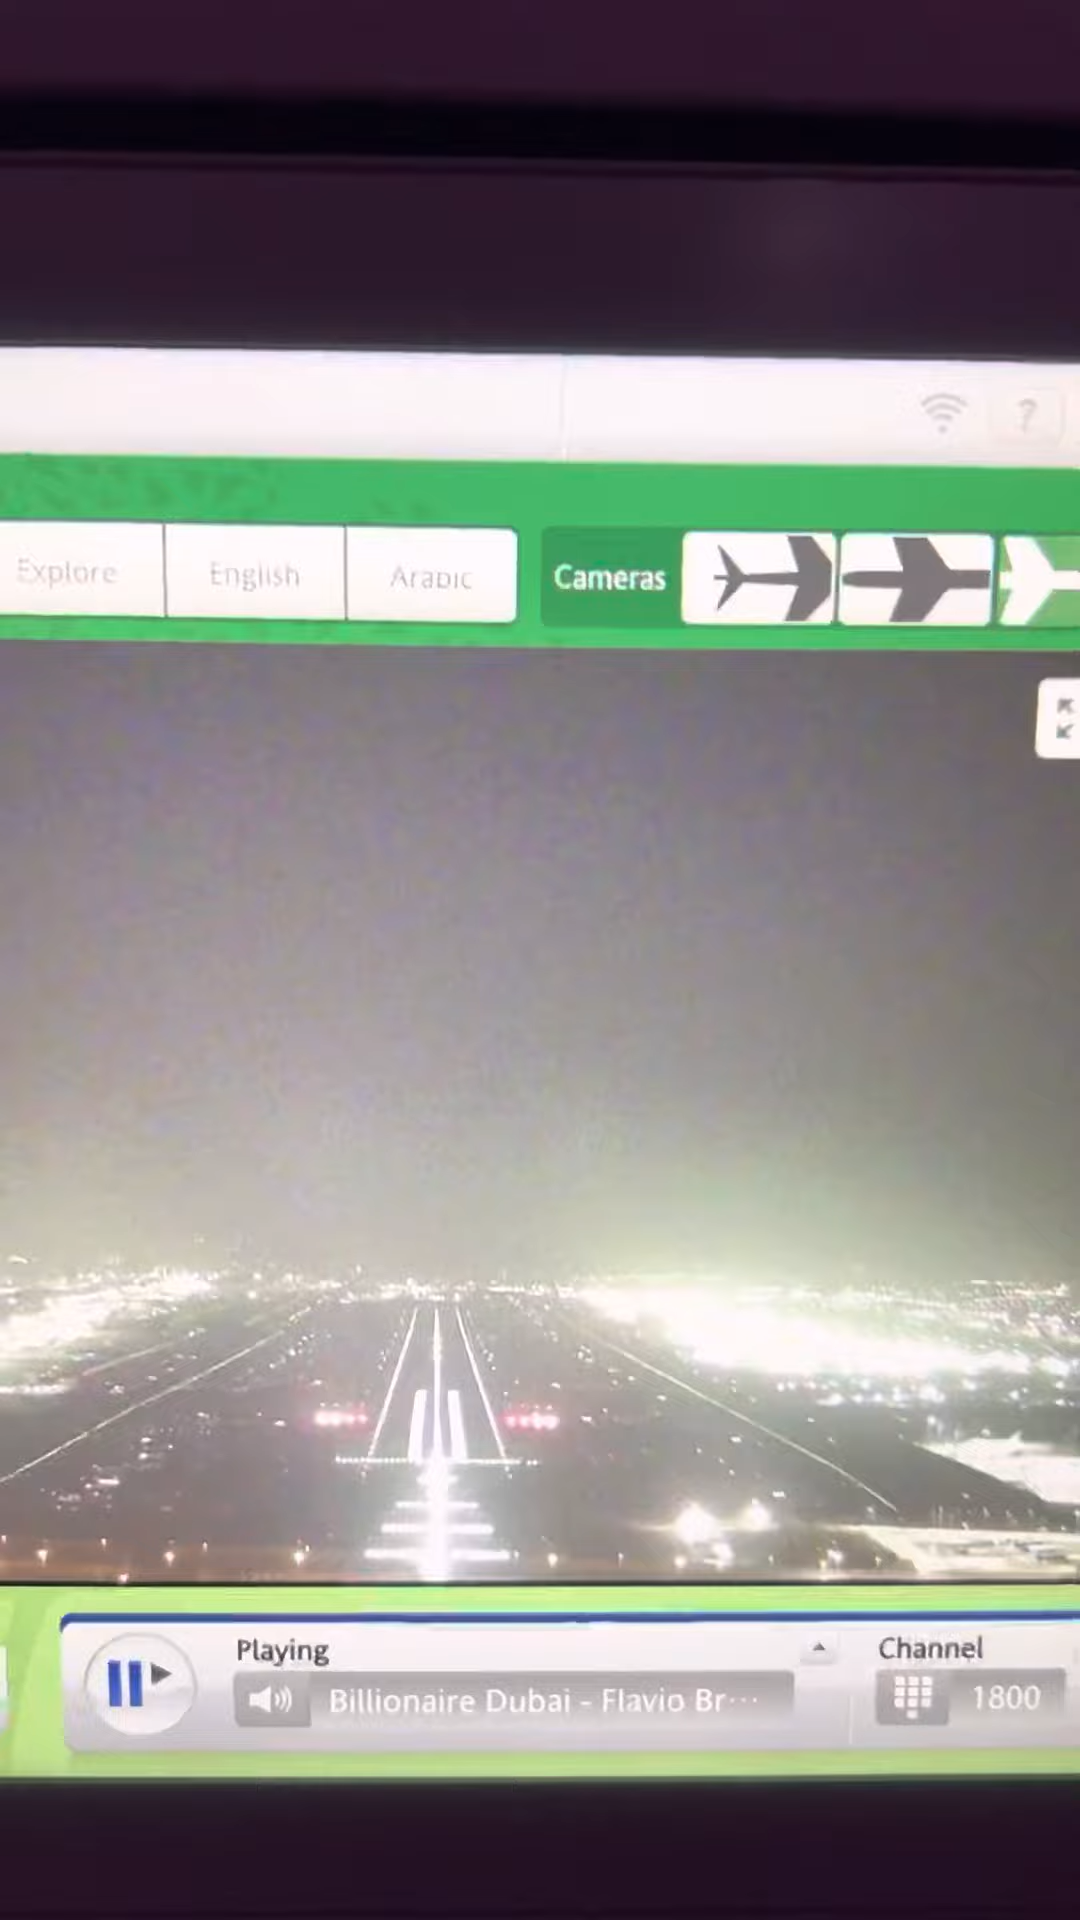 ?
Explore
English
Arabic
Cameras
Playing
Billionaire Dubai - Flavio Br...
Channel
1800